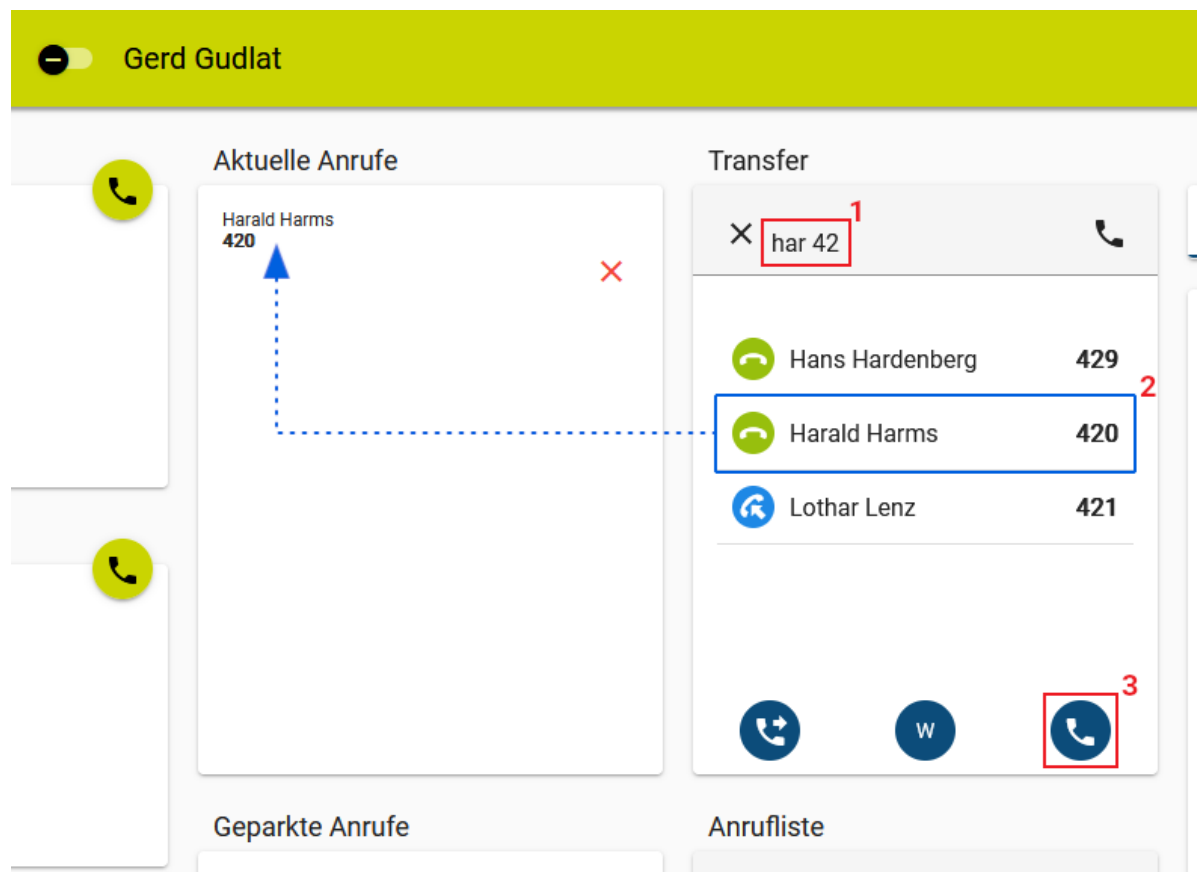 Gerd Gudlat
Aktuelle Anrufe
Harald Harms
420
Transfer
1
har 42
Hans Hardenberg 429
2
Harald Harms 420
Lothar Lenz 421
3
W
Geparkte Anrufe
Anrufliste